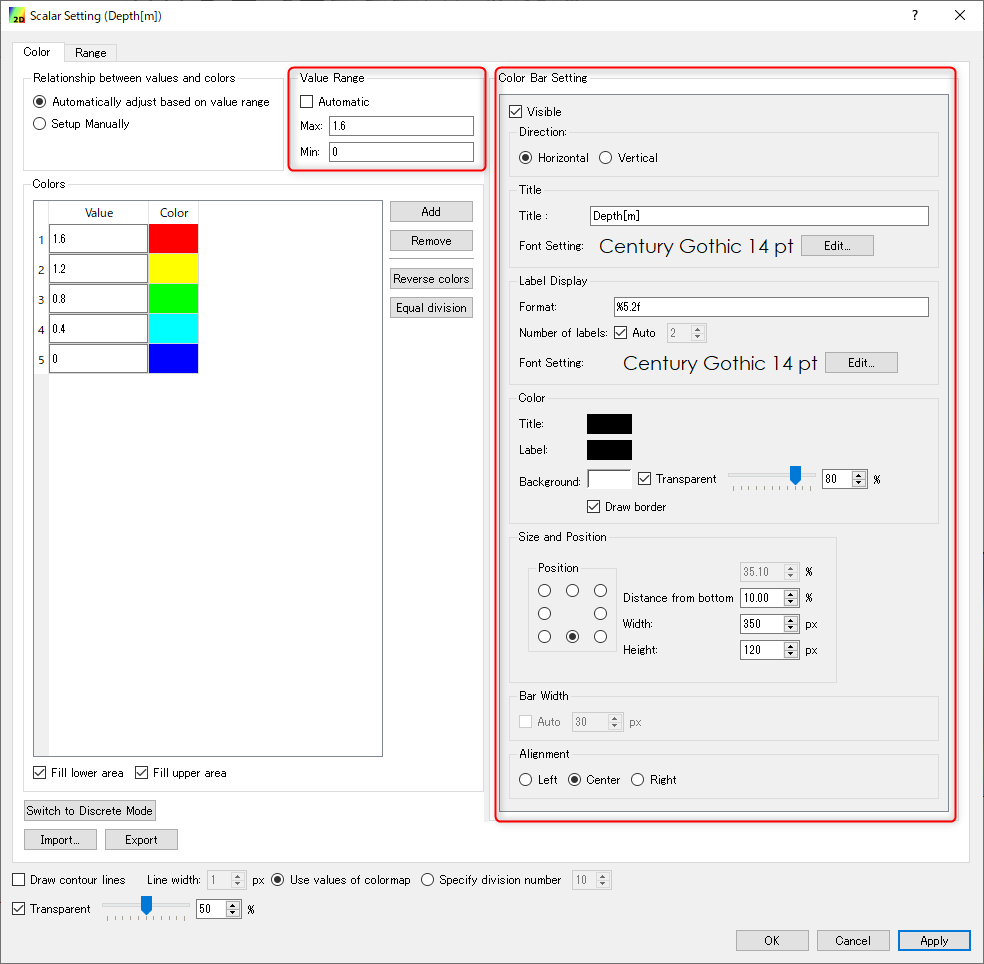 2D Scalar Setting (Depth[m]) ?
Color Range
Relationship between values and colors
Automatically adjust based on value range
Setup Manually
Value Range
Automatic
Max: 1.6
Min: 0
Colors
Value Color
1 1.6
2 1.2
3 0.8
4 0.4
5 0
Add
Remove
Reverse colors
Equal division
Fill lower area Fill upper area
Switch to Discrete Mode
Import... Export
Color Bar Setting
Visible
Direction:
Horizontal Vertical
Title
Title : Depth[m]
Font Setting: Century Gothic 14 pt Edit...
Label Display
Format: %5.2f
Number of labels: Auto 2
Font Setting: Century Gothic 14 pt Edit...
Color
Title:
Label:
Background: Transparent 80 %
Draw border
Size and Position
Position
35.10 %
Distance from bottom 10.00 %
Width: 350 px
Height: 120 px
Bar Width
Auto 30 px
Alignment
Left Center Right
Draw contour lines Line width: 1 px Use values of colormap Specify division number 10
Transparent 50 %
OK Cancel Apply